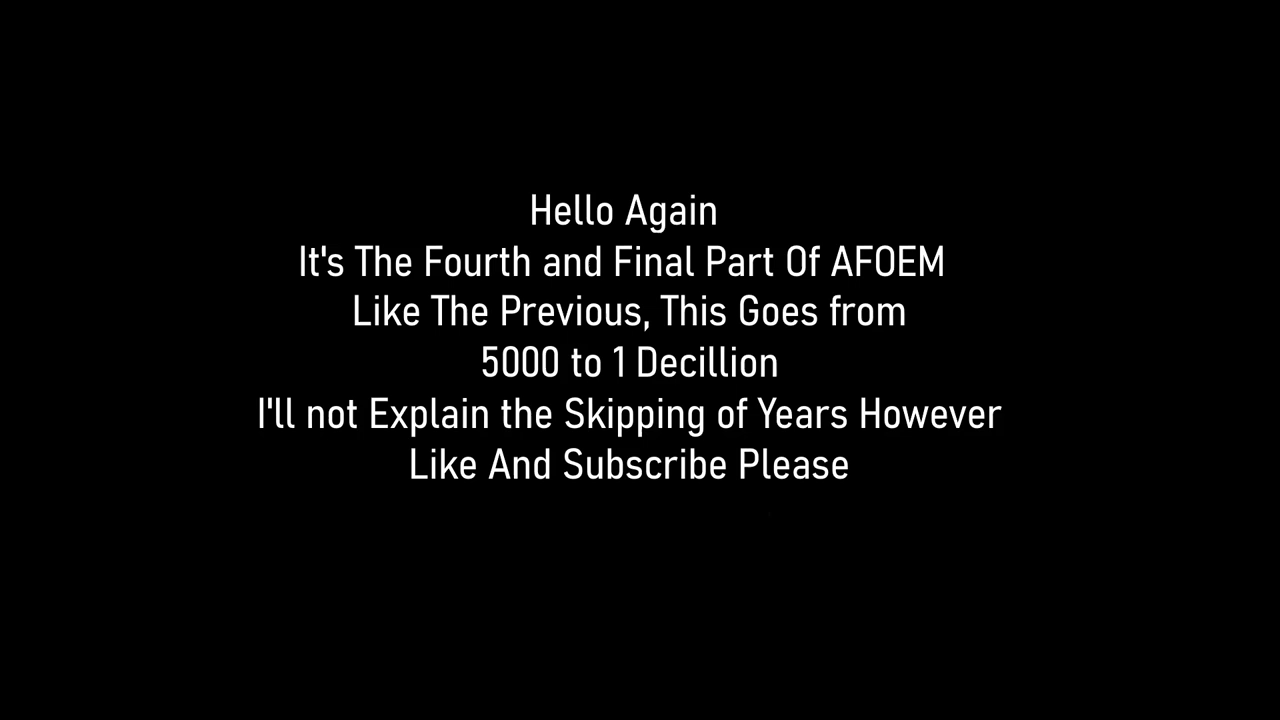 Hello Again
It's The Fourth and Final Part Of AFOEM
Like The Previous, This Goes from
5000 to 1 Decillion
I'll not Explain the Skipping of Years However
Like And Subscribe Please